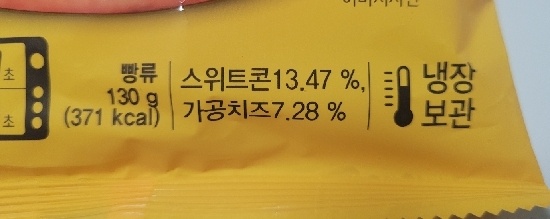 초
초
빵류
130 g
(371 kcal)
스위트콘13.47 %,
가공치즈7.28 %
냉장
보관